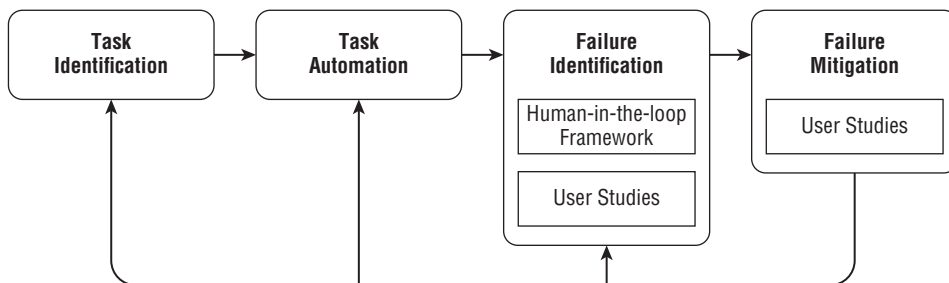 Task
Identification
Task
Automation
Failure
Identification
Human-in-the-loop
Framework
User Studies
Failure
Mitigation
User Studies